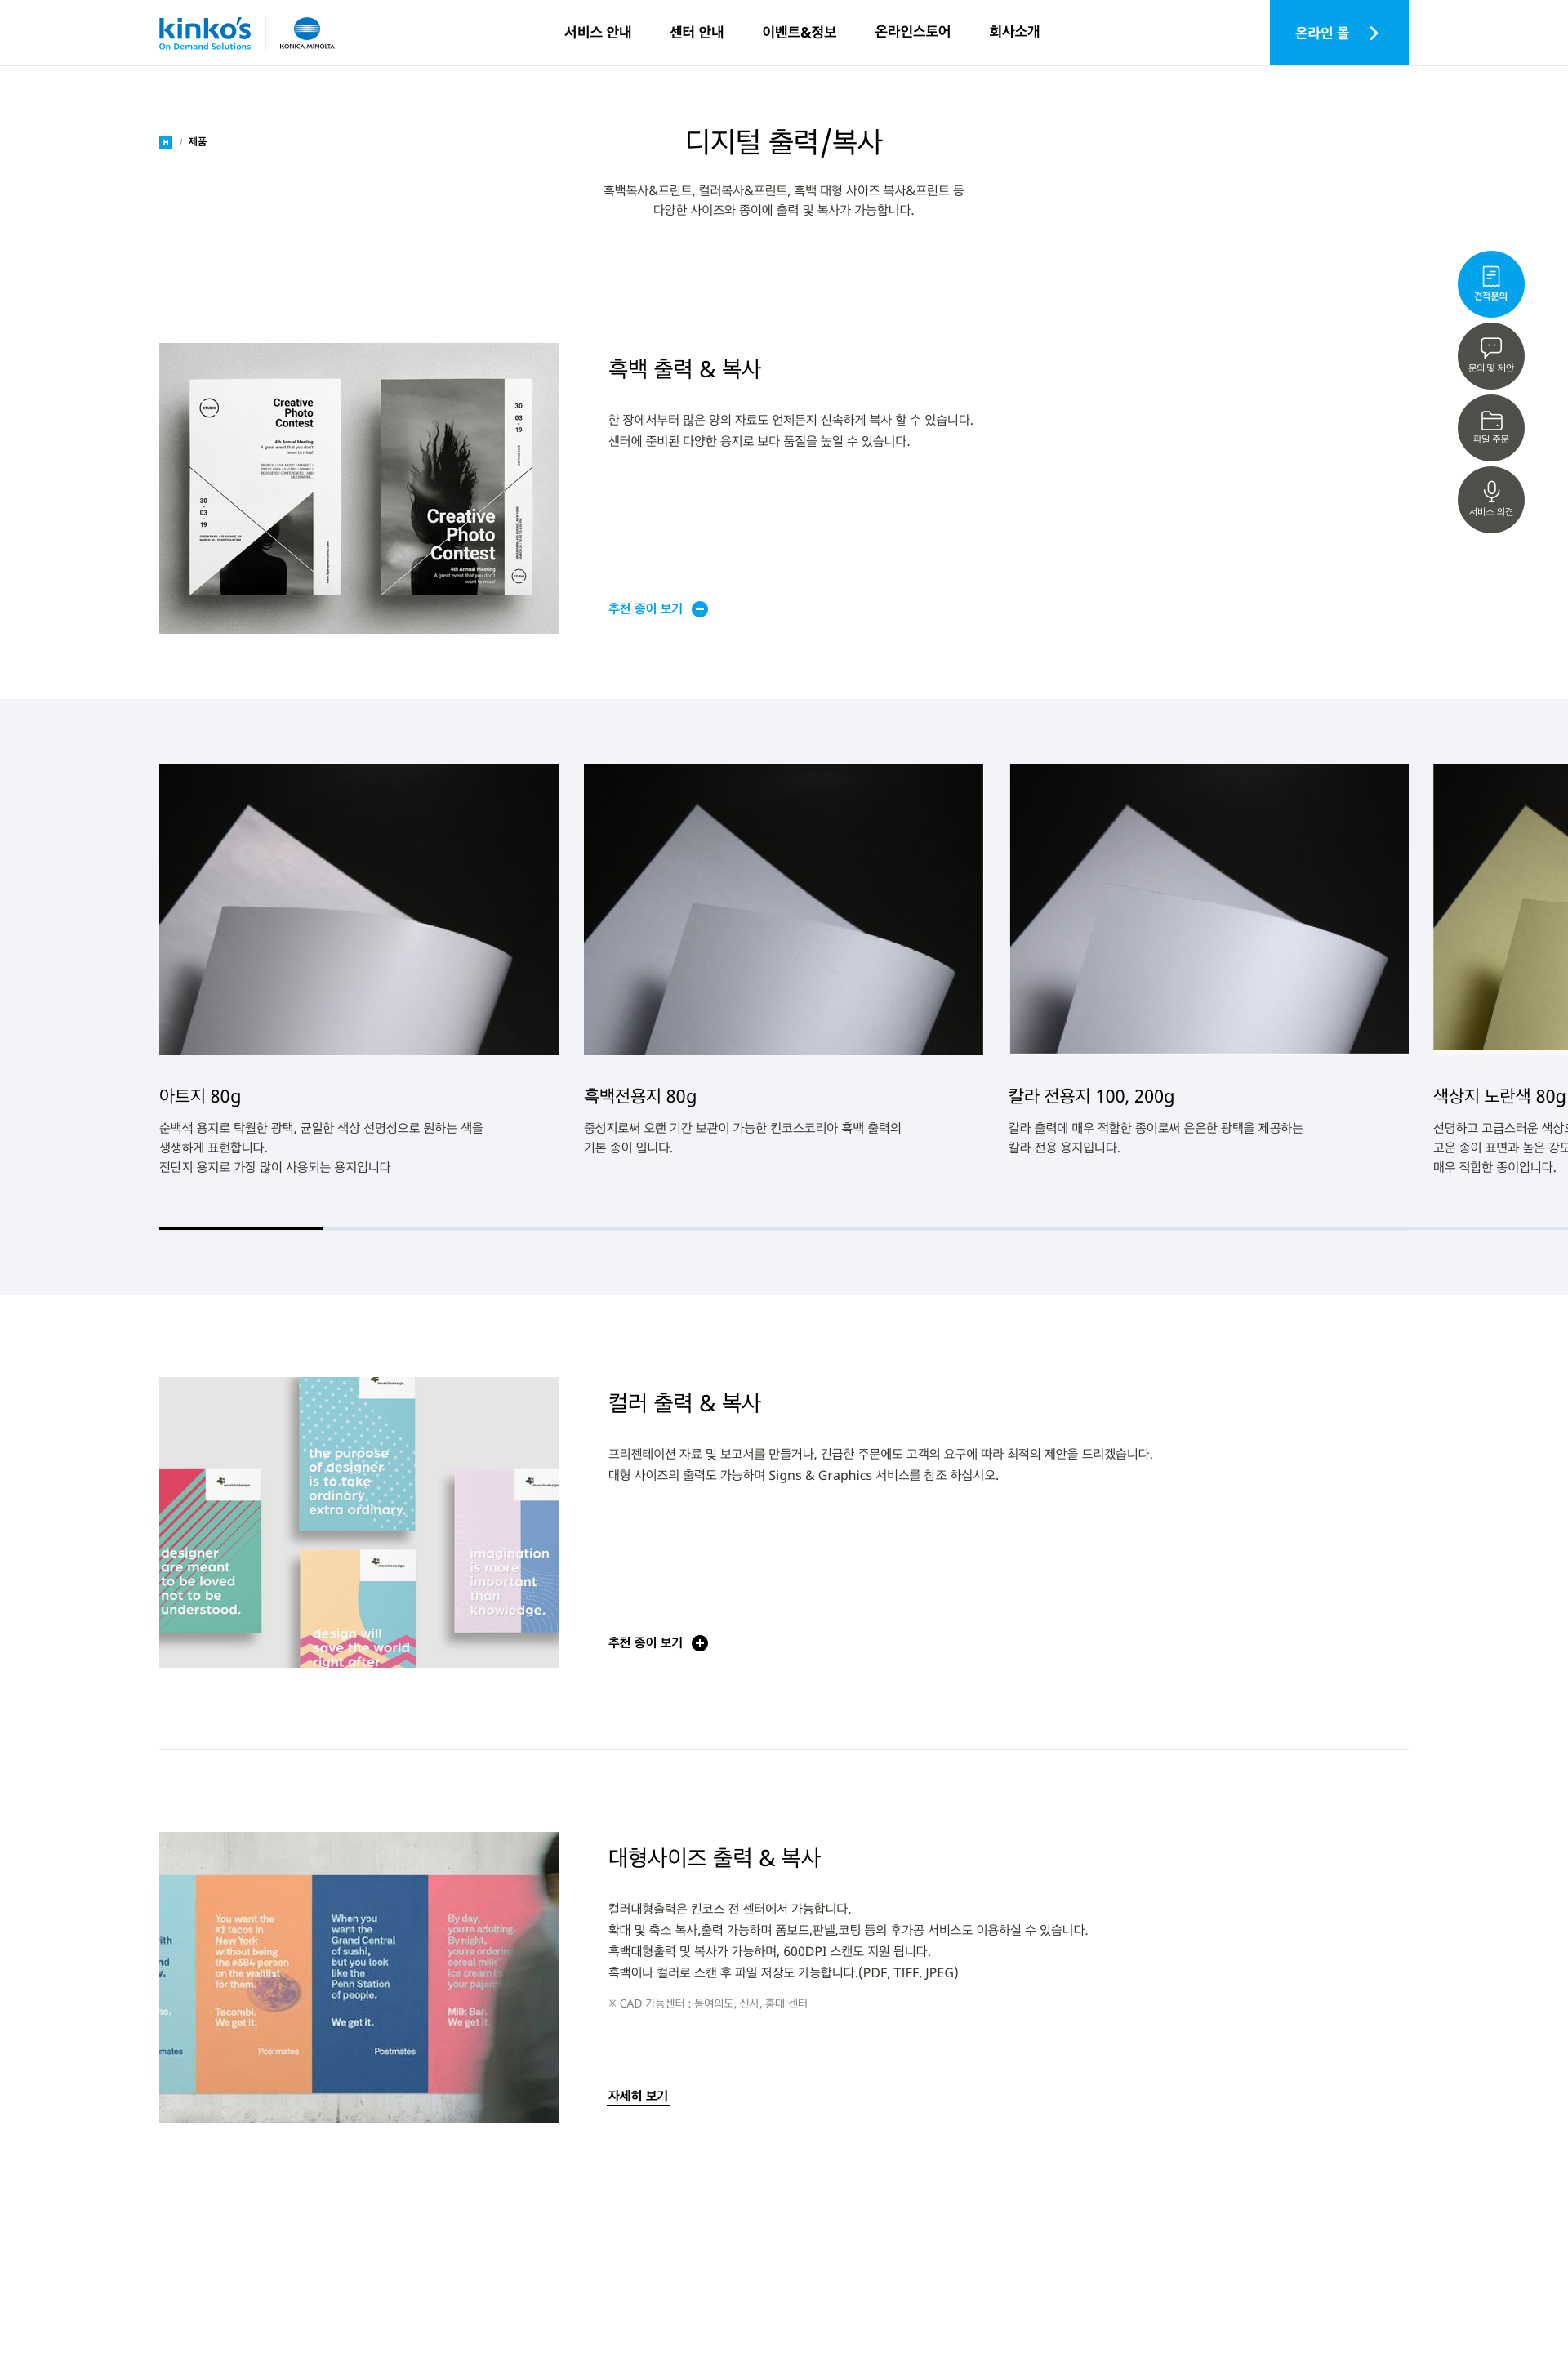 kinko's
On Demand Solutions
KONICA MINOLTA
서비스 안내
센터 안내
이벤트&정보
온라인스토어
회사소개
온라인 몰
H / 제품
디지털 출력/복사
흑백복사&프린트, 컬러복사&프린트, 흑백 대형 사이즈 복사&프린트 등
다양한 사이즈와 종이에 출력 및 복사가 가능합니다.
견적문의
문의 및 제안
파일 주문
서비스 의견
STUDIO
Creative
Photo
Contest
4th Annual Meeting
A great event that you don't
want to miss!
30
03
19
Creative
Photo
Contest
4th Annual Meeting
A great event that you don't
want to miss!
30
03
19
흑백 출력 & 복사
한 장에서부터 많은 양의 자료도 언제든지 신속하게 복사 할 수 있습니다.
센터에 준비된 다양한 용지로 보다 품질을 높일 수 있습니다.
추천 종이 보기
아트지 80g
순백색 용지로 탁월한 광택, 균일한 색상 선명성으로 원하는 색을
생생하게 표현합니다.
전단지 용지로 가장 많이 사용되는 용지입니다
흑백전용지 80g
중성지로써 오랜 기간 보관이 가능한 킨코스코리아 흑백 출력의
기본 종이 입니다.
칼라 전용지 100, 200g
칼라 출력에 매우 적합한 종이로써 은은한 광택을 제공하는
칼라 전용 용지입니다.
색상지 노란색 80g
선명하고 고급스러운
고운 종이 표면과 높은
매우 적합한 종이입니다.
the purpose
of designer
is to take
ordinary,
extra ordinary.
designer
are meant
to be loved
not to be
understood.
imagination
is more
important
than
knowledge.
design will
save the world
right after
컬러 출력 & 복사
프리젠테이션 자료 및 보고서를 만들거나, 긴급한 주문에도 고객의 요구에 따라 최적의 제안을 드리겠습니다.
대형 사이즈의 출력도 가능하며 Signs & Graphics 서비스를 참조 하십시오.
추천 종이 보기
You want the
#1 tacos in
New York
without being
the #384 person
on the waitlist
for them.
Tacombi.
We get it.
Postmates
When you
want the
Grand Central
of sushi,
but you look
like the
Penn Station
of people.
We get it.
Postmates
By day,
you're adulting.
By night,
you're ordering
cereal milk
ice cream in
your
Milk Bar.
We get it.
대형사이즈 출력 & 복사
컬러대형출력은 킨코스 전 센터에서 가능합니다.
확대 및 축소 복사,출력 가능하며 폼보드,판넬,코팅 등의 후가공 서비스도 이용하실 수 있습니다.
흑백대형출력 및 복사가 가능하며, 600DPI 스캔도 지원 됩니다.
흑백이나 컬러로 스캔 후 파일 저장도 가능합니다.(PDF, TIFF, JPEG)
※ CAD 가능센터 : 동여의도, 신사, 홍대 센터
자세히 보기